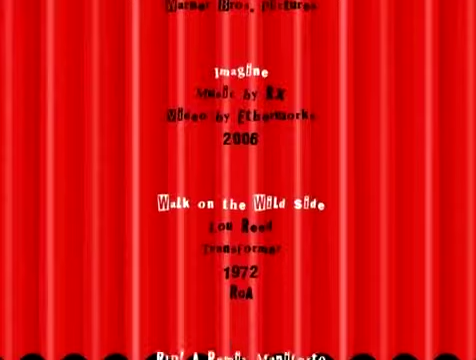 Warner Bros. pictures
Imagine
Music by RX
Video by Etherworks
2006
Walk on the Wild side
Lou Reed
Transformer
1972
RCA
Rip! A Remix Manifesto